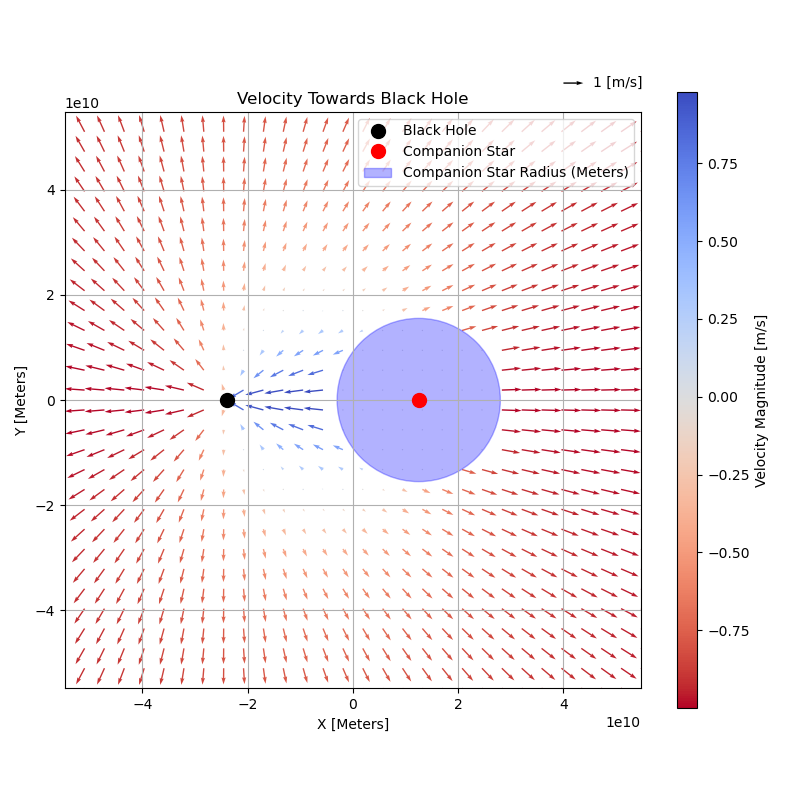 1 [m/s]
Velocity Towards Black Hole
1e10
Black Hole
Companion Star
Companion Star Radius (Meters)
4
2
0
−2
−4
Y [Meters]
−4
−2
0
2
4
1e10
X [Meters]
0.75
0.50
0.25
0.00
−0.25
−0.50
−0.75
Velocity Magnitude [m/s]